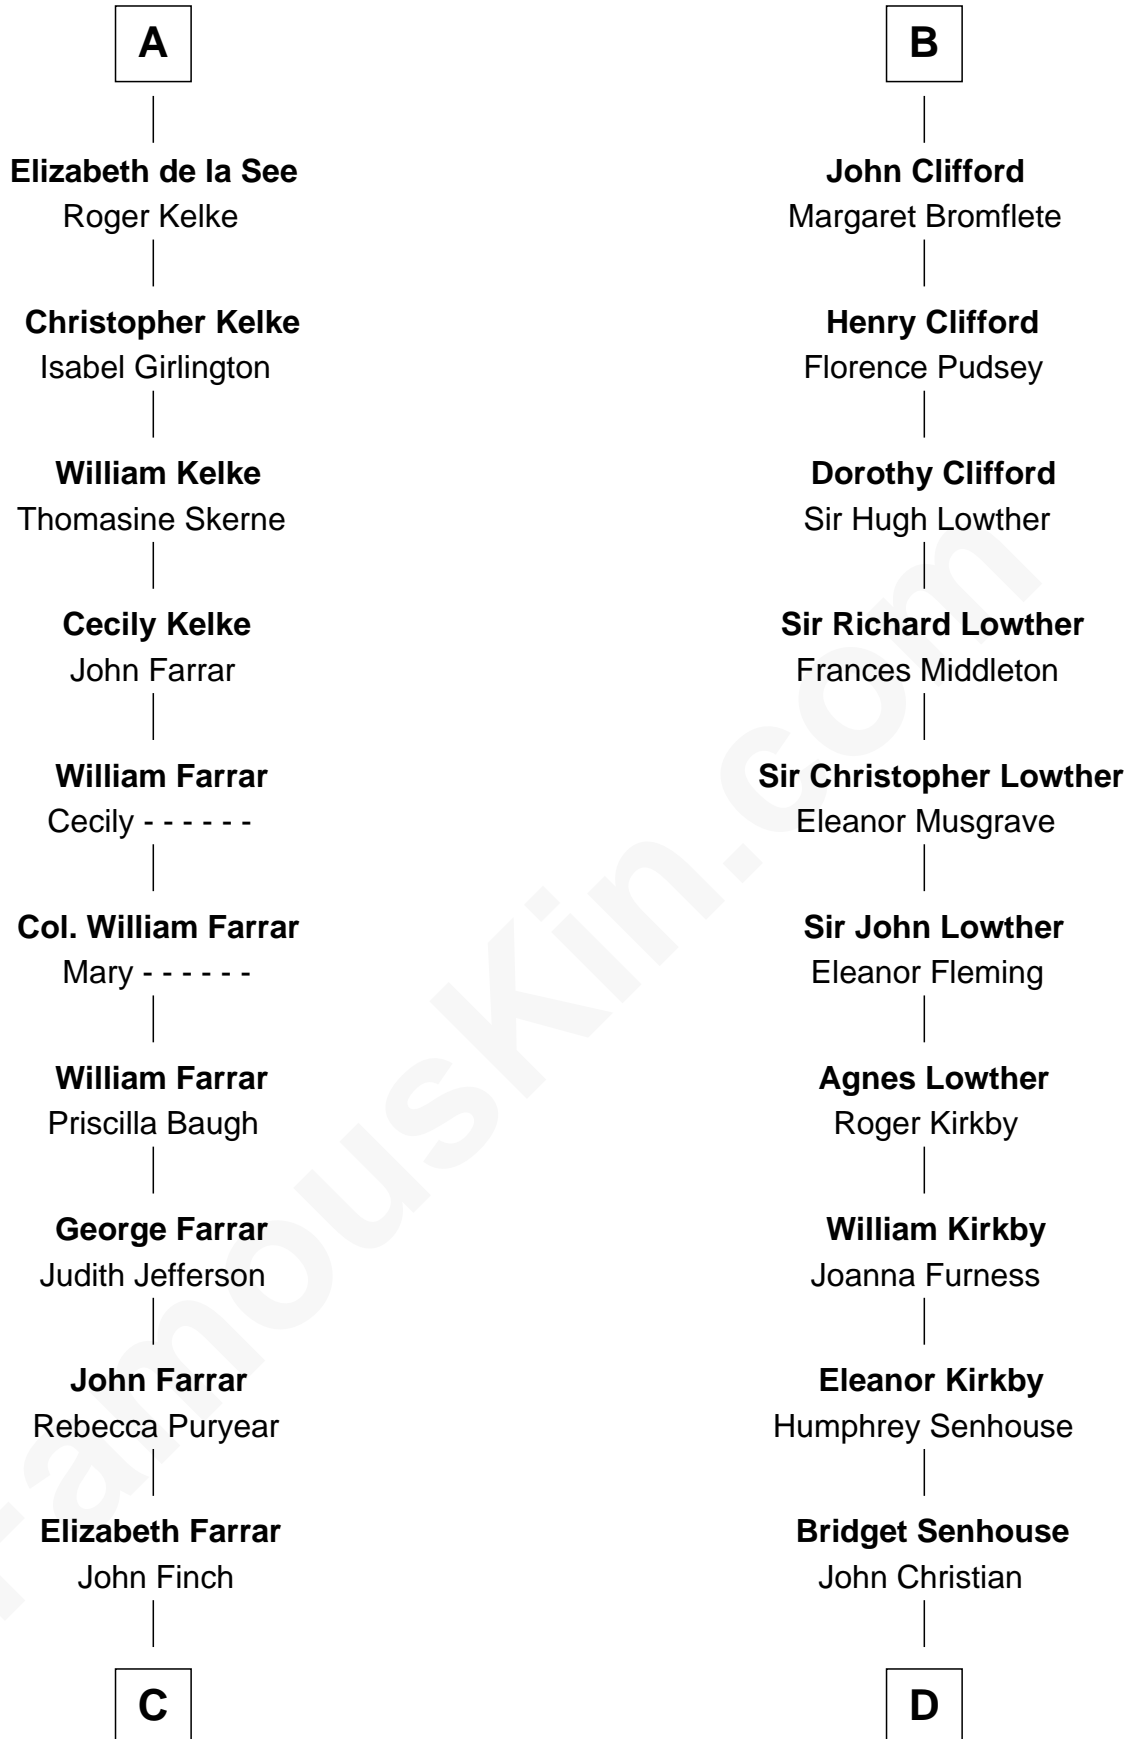 A
Elizabeth de la See
Roger Kelke
Christopher Kelke
Isabel Girlington
William Kelke
Thomasine Skerne
Cecily Kelke
John Farrar
William Farrar
Cecily - - - - - -
Col. William Farrar
Mary - - - - - -
William Farrar
Priscilla Baugh
George Farrar
Judith Jefferson
John Farrar
Rebecca Puryear
Elizabeth Farrar
John Finch
C
B
John Clifford
Margaret Bromflete
Henry Clifford
Florence Pudsey
Dorothy Clifford
Sir Hugh Lowther
Sir Richard Lowther
Frances Middleton
Sir Christopher Lowther
Eleanor Musgrave
Sir John Lowther
Eleanor Fleming
Agnes Lowther
Roger Kirkby
William Kirkby
Joanna Furness
Eleanor Kirkby
Humphrey Senhouse
Bridget Senhouse
John Christian
D
FamousKin.com